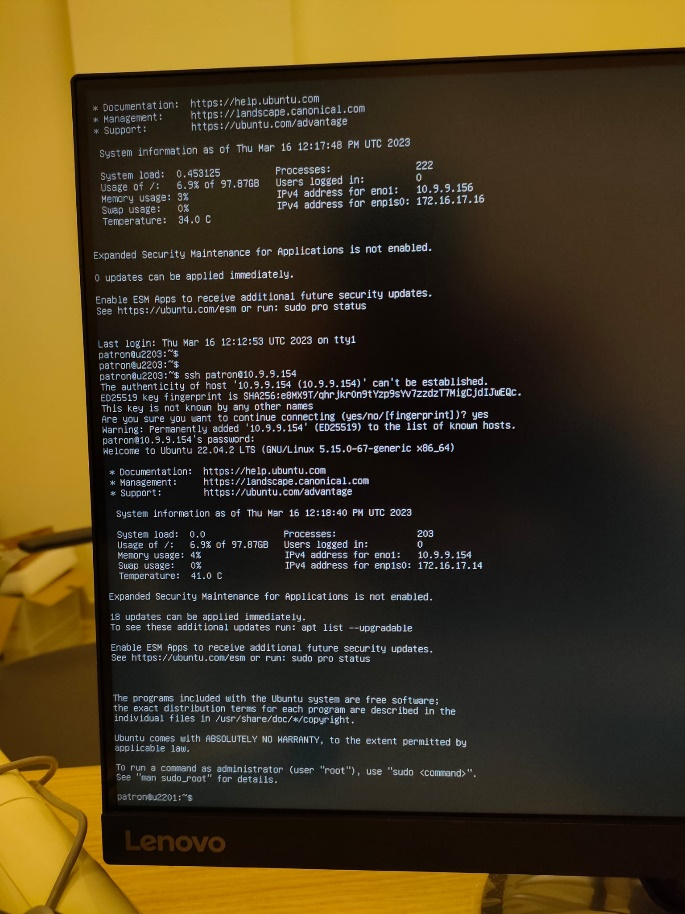 * Documentation:  https://help.ubuntu.com
* Management:     https://landscape.canonical.com
* Support:        https://ubuntu.com/advantage
System information as of Thu Mar 16 12:17:48 PM UTC 2023
System load:  0.453125          Processes:               222
Usage of /:   6.9% of 97.87GB   Users logged in:         0
Memory usage: 3%                IPv4 address for eno1:   10.9.9.156
Swap usage:   0%                IPv4 address for enp1s0: 172.16.17.16
Temperature:  34.0 C
Expanded Security Maintenance for Applications is not enabled.
0 updates can be applied immediately.
Enable ESM Apps to receive additional future security updates.
See https://ubuntu.com/esm or run: sudo pro status
Last login: Thu Mar 16 12:12:53 UTC 2023 on tty1
patron@u2203:~$
patron@u2203:~$
patron@u2203:~$ ssh patron@10.9.9.154
The authenticity of host '10.9.9.154 (10.9.9.154)' can't be established.
ED25519 key fingerprint is SHA256:e8MX9T/qhrjkrOn9tYzp9sYv7zzdzT7MigCjdIJwEQc.
This key is not known by any other names
Are you sure you want to continue connecting (yes/no/[fingerprint])? yes
Warning: Permanently added '10.9.9.154' (ED25519) to the list of known hosts.
patron@10.9.9.154's password:
Welcome to Ubuntu 22.04.2 LTS (GNU/Linux 5.15.0-67-generic x86_64)
* Documentation:  https://help.ubuntu.com
* Management:     https://landscape.canonical.com
* Support:        https://ubuntu.com/advantage
System information as of Thu Mar 16 12:18:40 PM UTC 2023
System load:  0.0               Processes:               203
Usage of /:   6.9% of 97.87GB   Users logged in:         0
Memory usage: 4%                IPv4 address for eno1:   10.9.9.154
Swap usage:   0%                IPv4 address for enp1s0: 172.16.17.14
Temperature:  41.0 C
Expanded Security Maintenance for Applications is not enabled.
18 updates can be applied immediately.
To see these additional updates run: apt list --upgradable
Enable ESM Apps to receive additional future security updates.
See https://ubuntu.com/esm or run: sudo pro status
The programs included with the Ubuntu system are free software;
the exact distribution terms for each program are described in the
individual files in /usr/share/doc/*/copyright.
Ubuntu comes with ABSOLUTELY NO WARRANTY, to the extent permitted by
applicable law.
To run a command as administrator (user "root"), use "sudo <command>".
See "man sudo_root" for details.
patron@u2201:~$
Lenovo